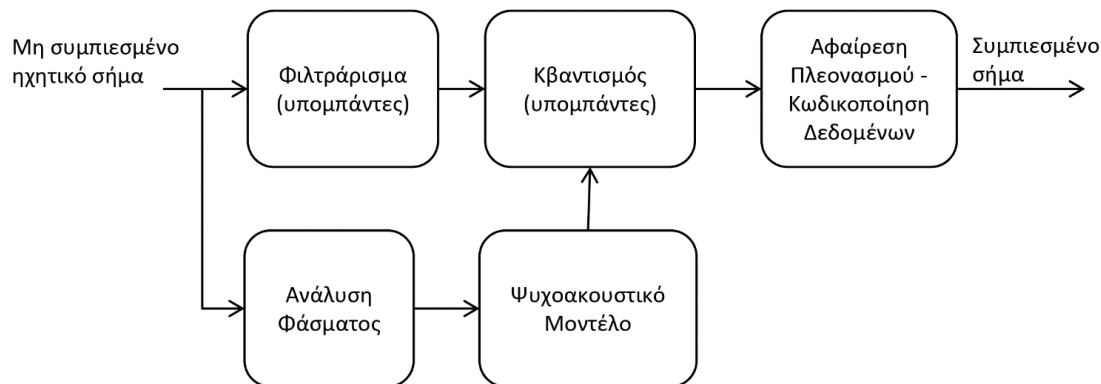 Μη συμπιεσμένο
ηχητικό σήμα
Φιλτράρισμα
(υπομπάντες)
Κβαντισμός
(υπομπάντες)
Αφαίρεση
Πλεονασμού -
Κωδικοποίηση
Δεδομένων
Συμπιεσμένο
σήμα
Ανάλυση
Φάσματος
Ψυχοακουστικό
Μοντέλο